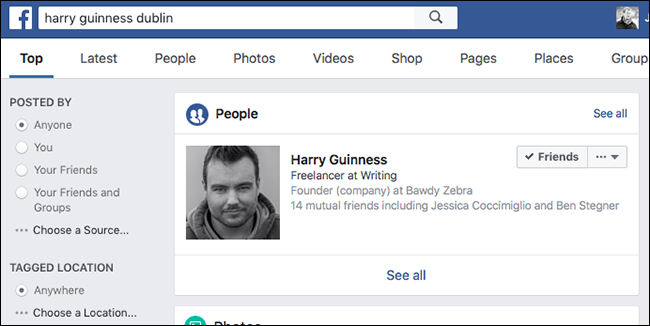 f harry guinness dublin J
Top Latest People Photos Videos Shop Pages Places Group
POSTED BY
Anyone
You
Your Friends
Your Friends and
Groups
••• Choose a Source...
TAGGED LOCATION
Anywhere
••• Choose a Location...
People See all
Harry Guinness
Freelancer at Writing
Founder (company) at Bawdy Zebra
14 mutual friends including Jessica Coccimiglio and Ben Stegner
✓ Friends •••
See all
Photos